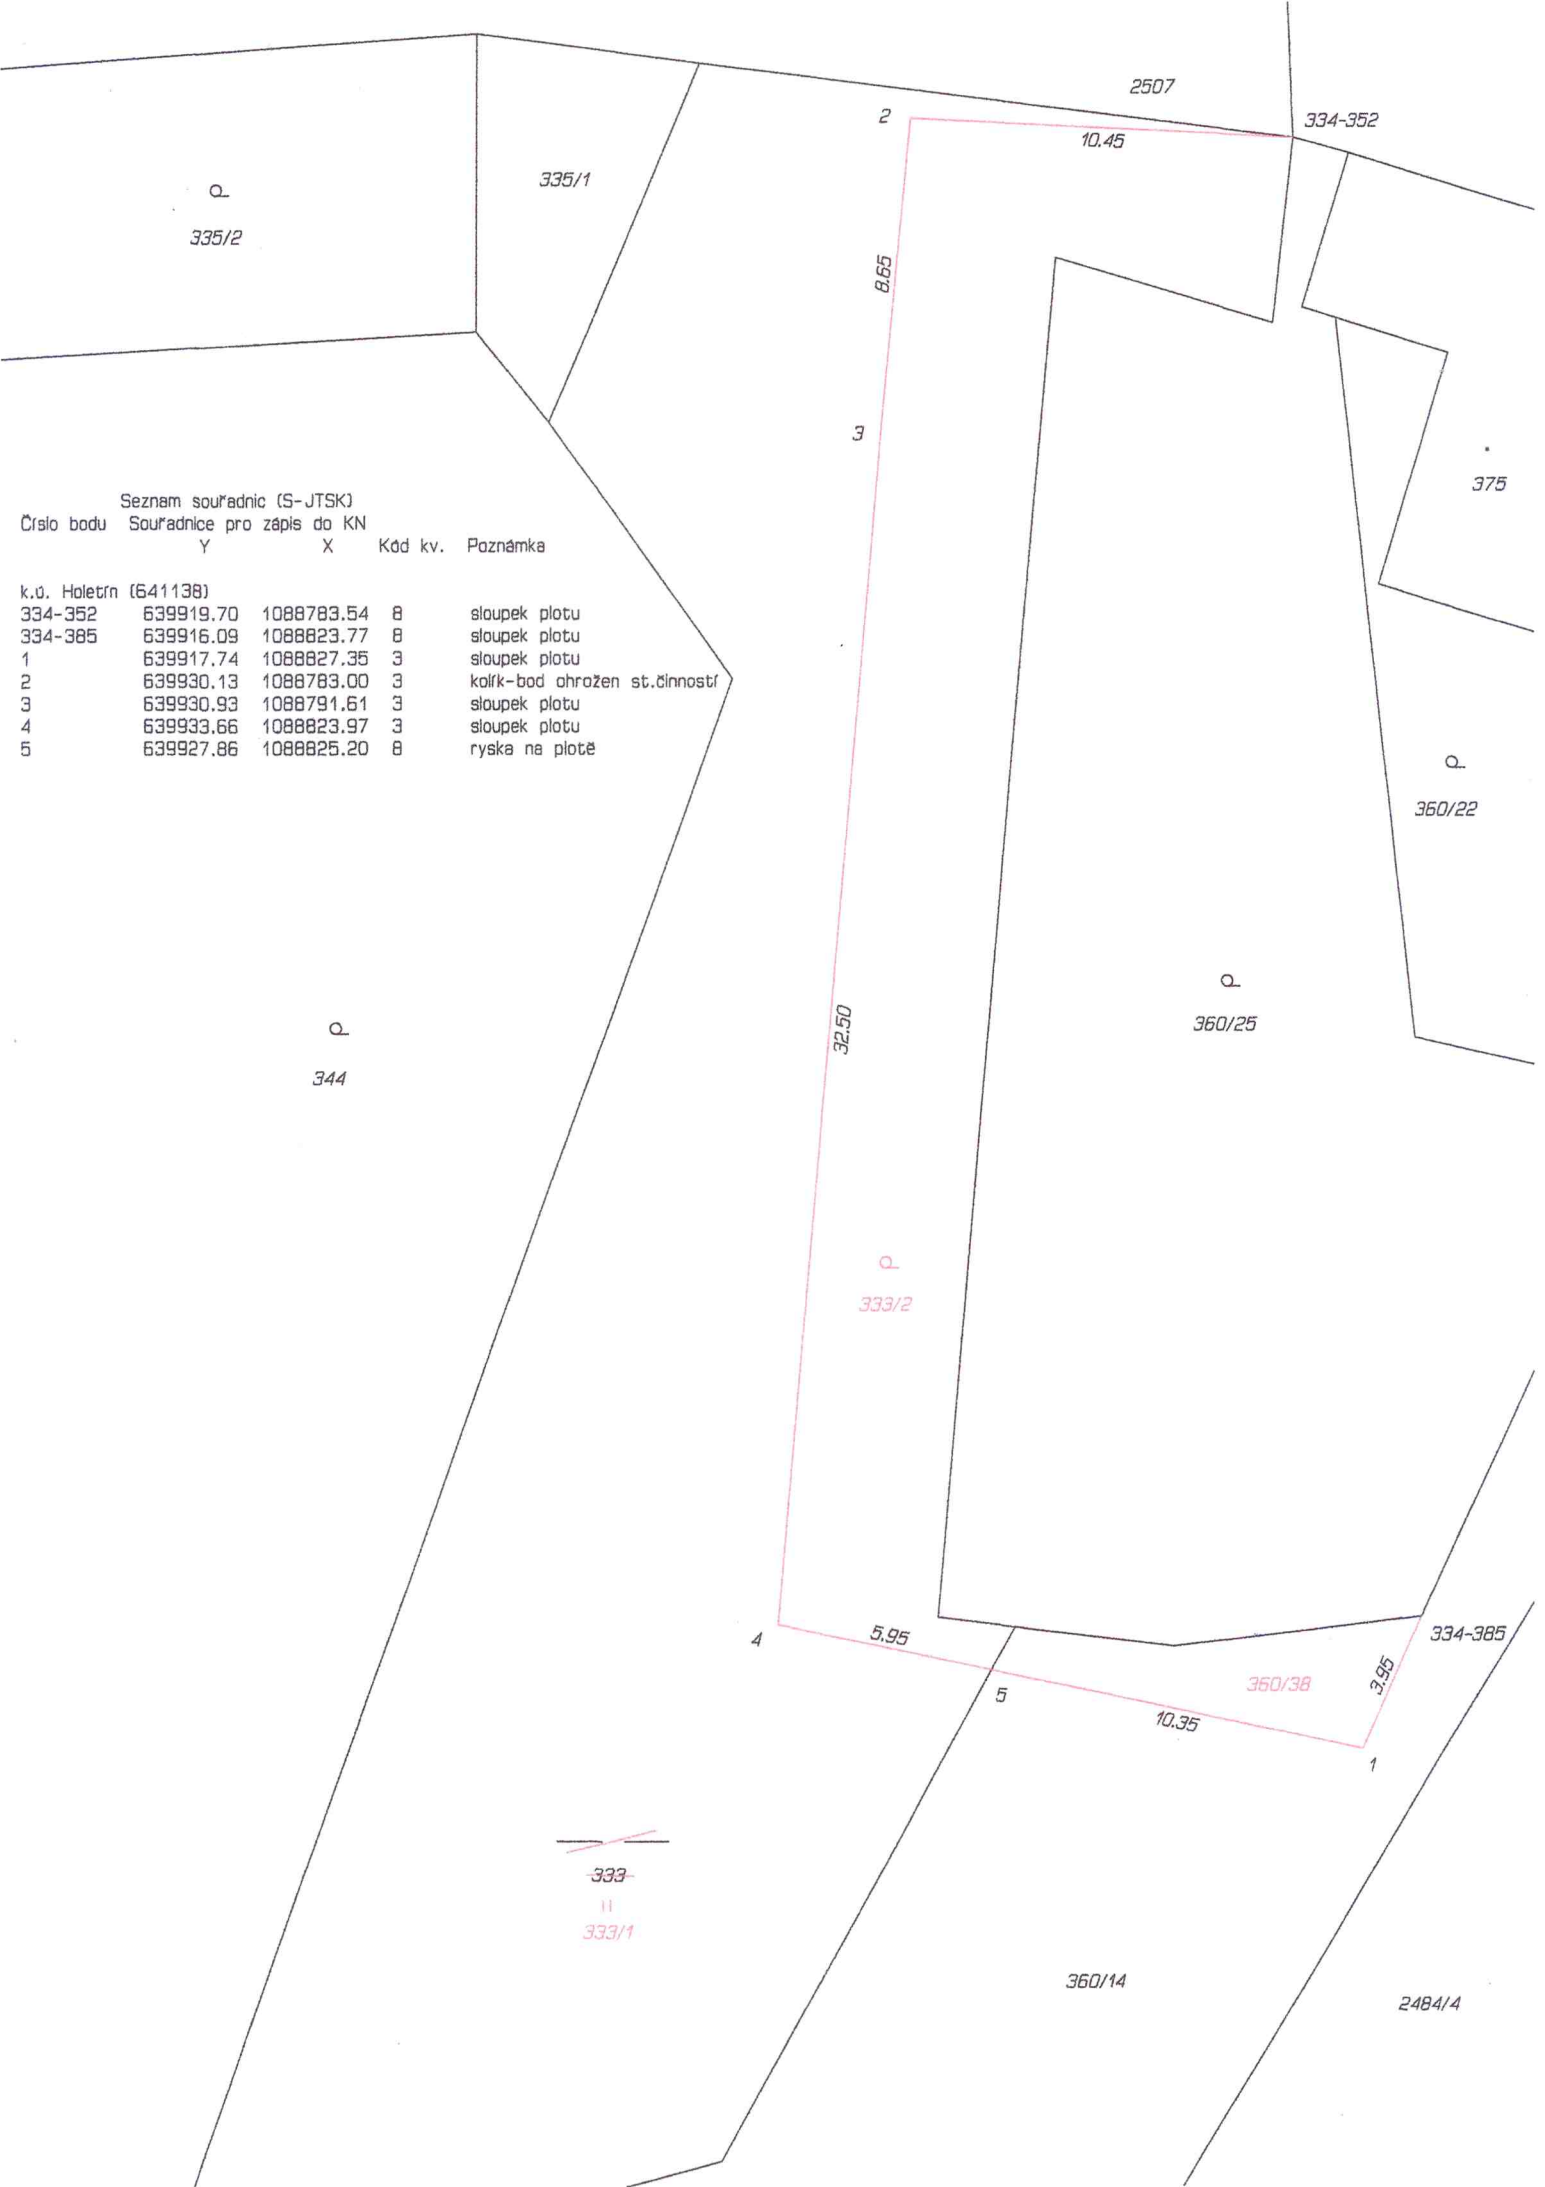 2507
2
334-352
10.45
335/1
335/2
8.65
3
375
Seznam souřadnic (S-JTSK)
Číslo bodu Souřadnice pro zápis do KN
Y X Kód kv. Poznámka
k.ú. Holetín (641138)
334-352 639919.70 1088783.54 8 sloupek plotu
334-385 639916.09 1088823.77 8 sloupek plotu
1 639917.74 1088827.35 3 sloupek plotu
2 639930.13 1088783.00 3 kolík-bod ohrožen st.činností
3 639930.93 1088791.61 3 sloupek plotu
4 639933.66 1088823.97 3 sloupek plotu
5 639927.86 1088825.20 8 ryska na plotě
360/22
32.50
360/25
344
333/2
4
5.95
334-385
3.95
360/38
5
10.35
1
333
333/1
360/14
2484/4